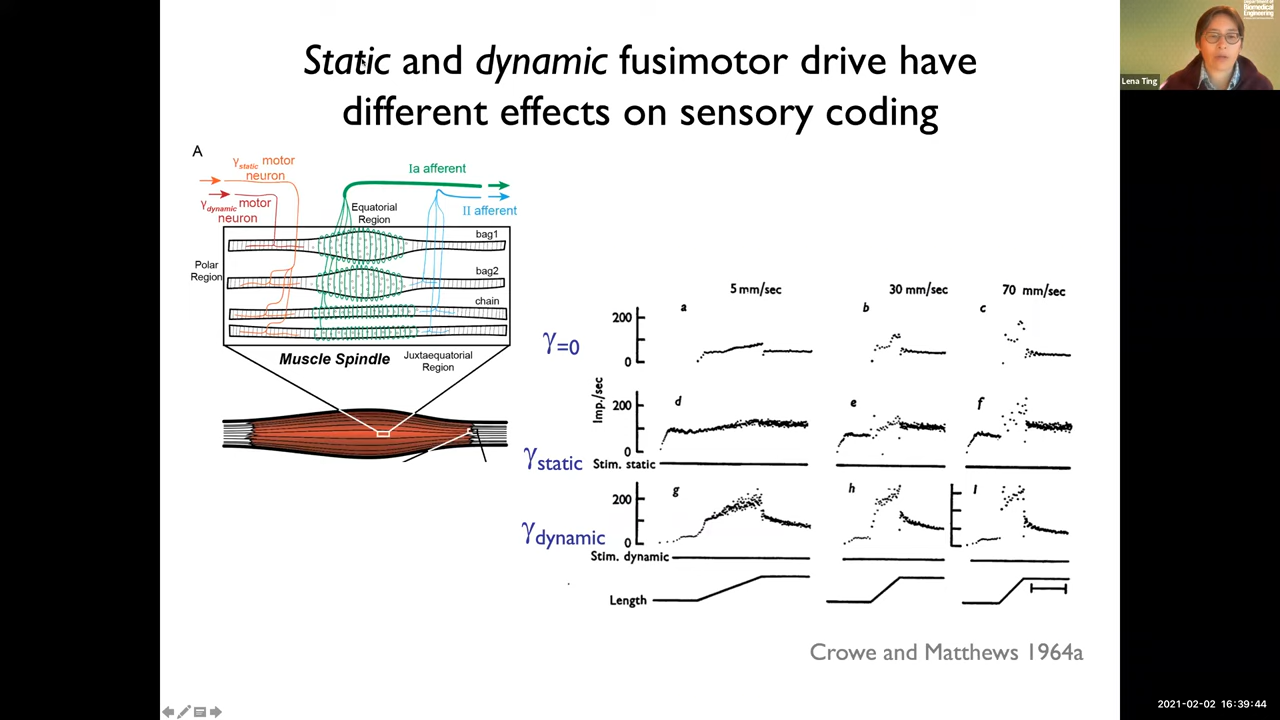 Static and dynamic fusimotor drive have
different effects on sensory coding
Biomedical
Engineering
Lena Ting
A
γstatic motor
neuron
γdynamic motor
neuron
Ia afferent
II afferent
Equatorial
Region
bag1
bag2
chain
Polar
Region
Muscle Spindle
Juxtaequatorial
Region
5 mm/sec
30 mm/sec
70 mm/sec
γ=0
a
b
c
200
0
Imp./sec
d
e
f
200
0
γstatic
Stim. static
g
h
i
200
0
γdynamic
Stim. dynamic
Length
Crowe and Matthews 1964a
2021-02-02 16:39:44